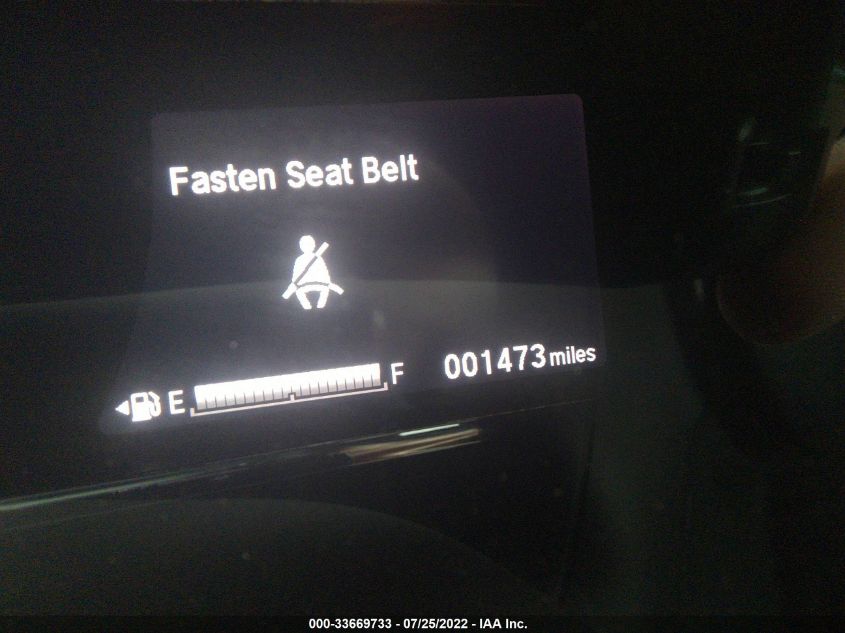 Fasten Seat Belt
E F 001473 miles
000-33669733 - 07/25/2022 - IAA Inc.